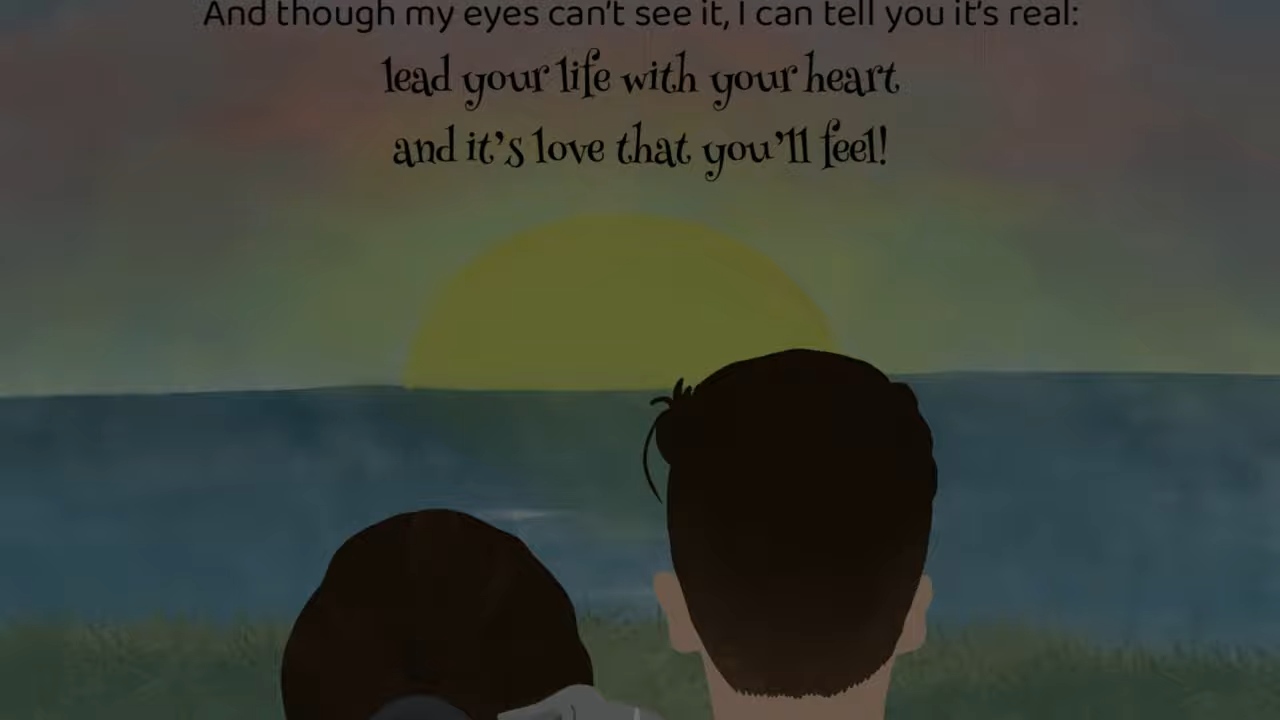 And though my eyes can't see it, I can tell you it's real:
lead your life with your heart
and it's love that you'll feel!